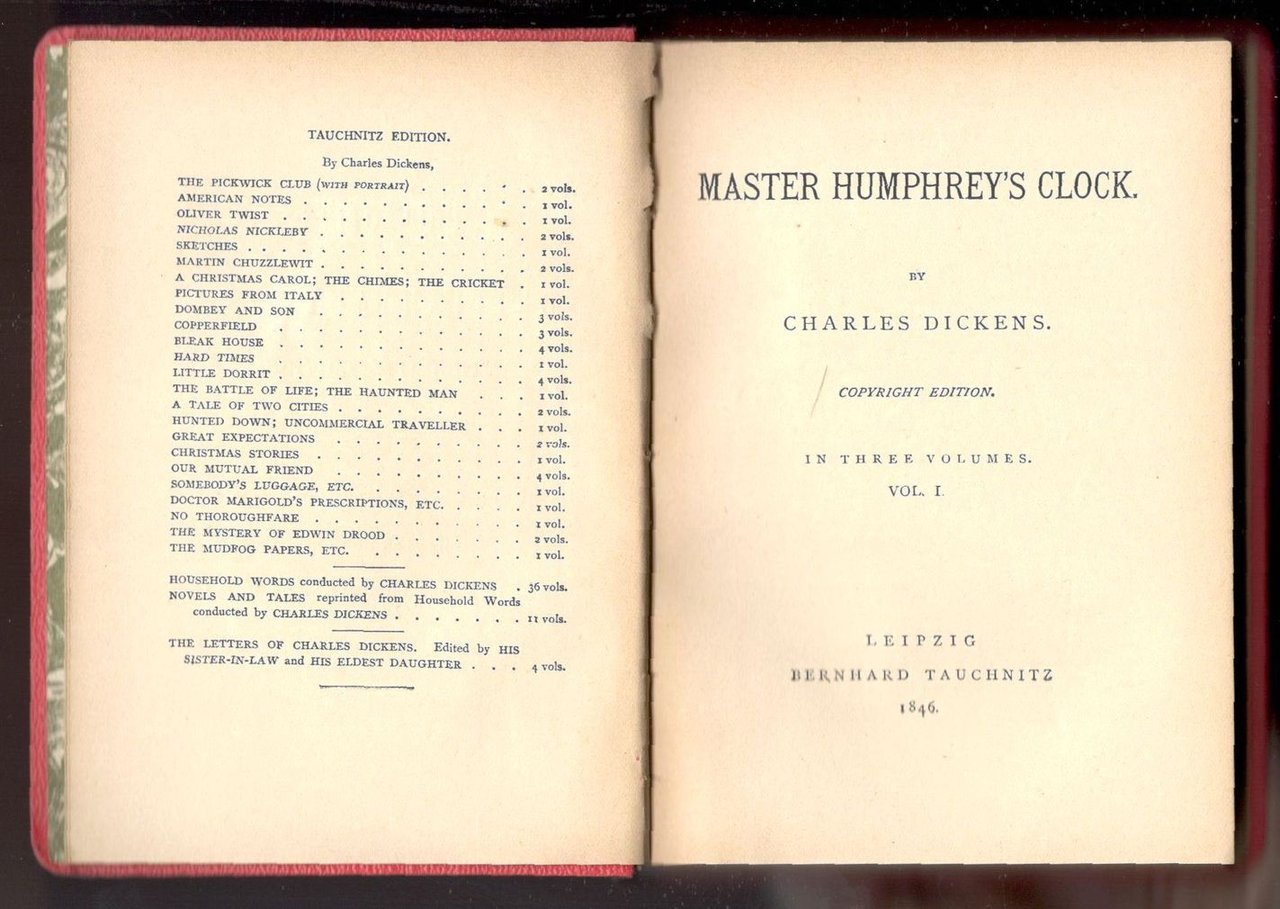 TAUCHNITZ EDITION.
By Charles Dickens,
THE PICKWICK CLUB (WITH PORTRAIT) . . . . . . 2 vols.
AMERICAN NOTES . . . . . . . . . . . . 1 vol.
OLIVER TWIST . . . . . . . . . . . . . 1 vol.
NICHOLAS NICKLEBY . . . . . . . . . . . 2 vols.
SKETCHES . . . . . . . . . . . . . . . 1 vol.
MARTIN CHUZZLEWIT . . . . . . . . . . . 2 vols.
A CHRISTMAS CAROL; THE CHIMES; THE CRICKET . 1 vol.
PICTURES FROM ITALY . . . . . . . . . . 1 vol.
DOMBEY AND SON . . . . . . . . . . . . 3 vols.
COPPERFIELD . . . . . . . . . . . . . 3 vols.
BLEAK HOUSE . . . . . . . . . . . . . 4 vols.
HARD TIMES . . . . . . . . . . . . . 1 vol.
LITTLE DORRIT . . . . . . . . . . . . . 4 vols.
THE BATTLE OF LIFE; THE HAUNTED MAN . . . 1 vol.
A TALE OF TWO CITIES . . . . . . . . . . 2 vols.
HUNTED DOWN; UNCOMMERCIAL TRAVELLER . . . 1 vol.
GREAT EXPECTATIONS . . . . . . . . . . 2 vols.
CHRISTMAS STORIES . . . . . . . . . . . 1 vol.
OUR MUTUAL FRIEND . . . . . . . . . . 4 vols.
SOMEBODY'S LUGGAGE, ETC. . . . . . . . . 1 vol.
DOCTOR MARIGOLD'S PRESCRIPTIONS, ETC. . . . . 1 vol.
NO THOROUGHFARE . . . . . . . . . . . 1 vol.
THE MYSTERY OF EDWIN DROOD . . . . . . . 2 vols.
THE MUDFOG PAPERS, ETC. . . . . . . . . 1 vol.
HOUSEHOLD WORDS conducted by CHARLES DICKENS . 36 vols.
NOVELS AND TALES reprinted from Household Words
conducted by CHARLES DICKENS . . . . . . . 11 vols.
THE LETTERS OF CHARLES DICKENS. Edited by HIS
SISTER-IN-LAW and HIS ELDEST DAUGHTER . . . 4 vols.
MASTER HUMPHREY'S CLOCK.
BY
CHARLES DICKENS.
COPYRIGHT EDITION.
IN THREE VOLUMES.
VOL. I.
LEIPZIG
BERNHARD TAUCHNITZ
1846.